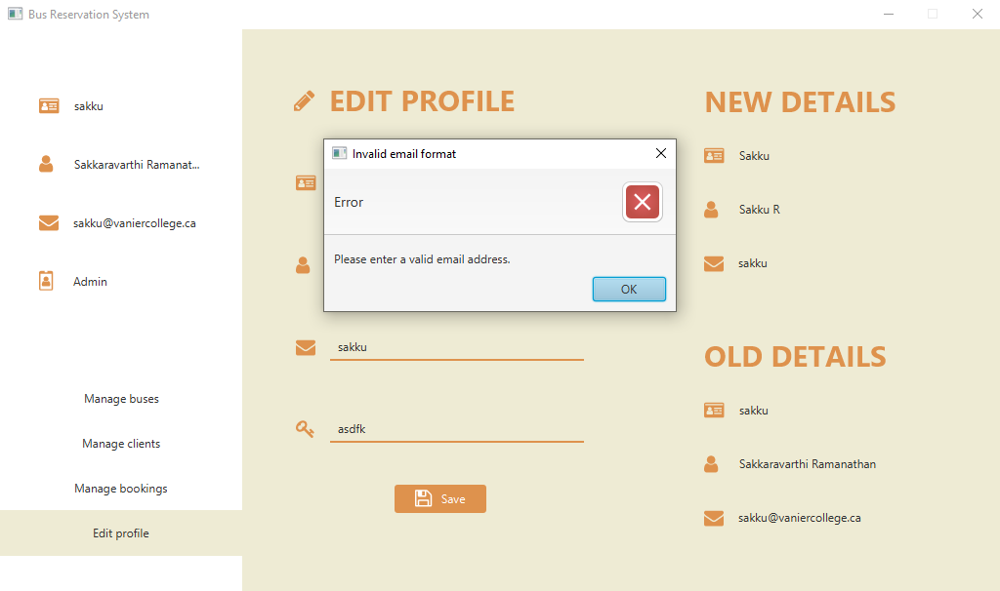 Bus Reservation System
sakku
Sakkaravarthi Ramanat...
sakku@vaniercollege.ca
Admin
Manage buses
Manage clients
Manage bookings
Edit profile
EDIT PROFILE
Invalid email format
Error
Please enter a valid email address.
OK
sakku
asdfk
Save
NEW DETAILS
Sakku
Sakku R
sakku
OLD DETAILS
sakku
Sakkaravarthi Ramanathan
sakku@vaniercollege.ca